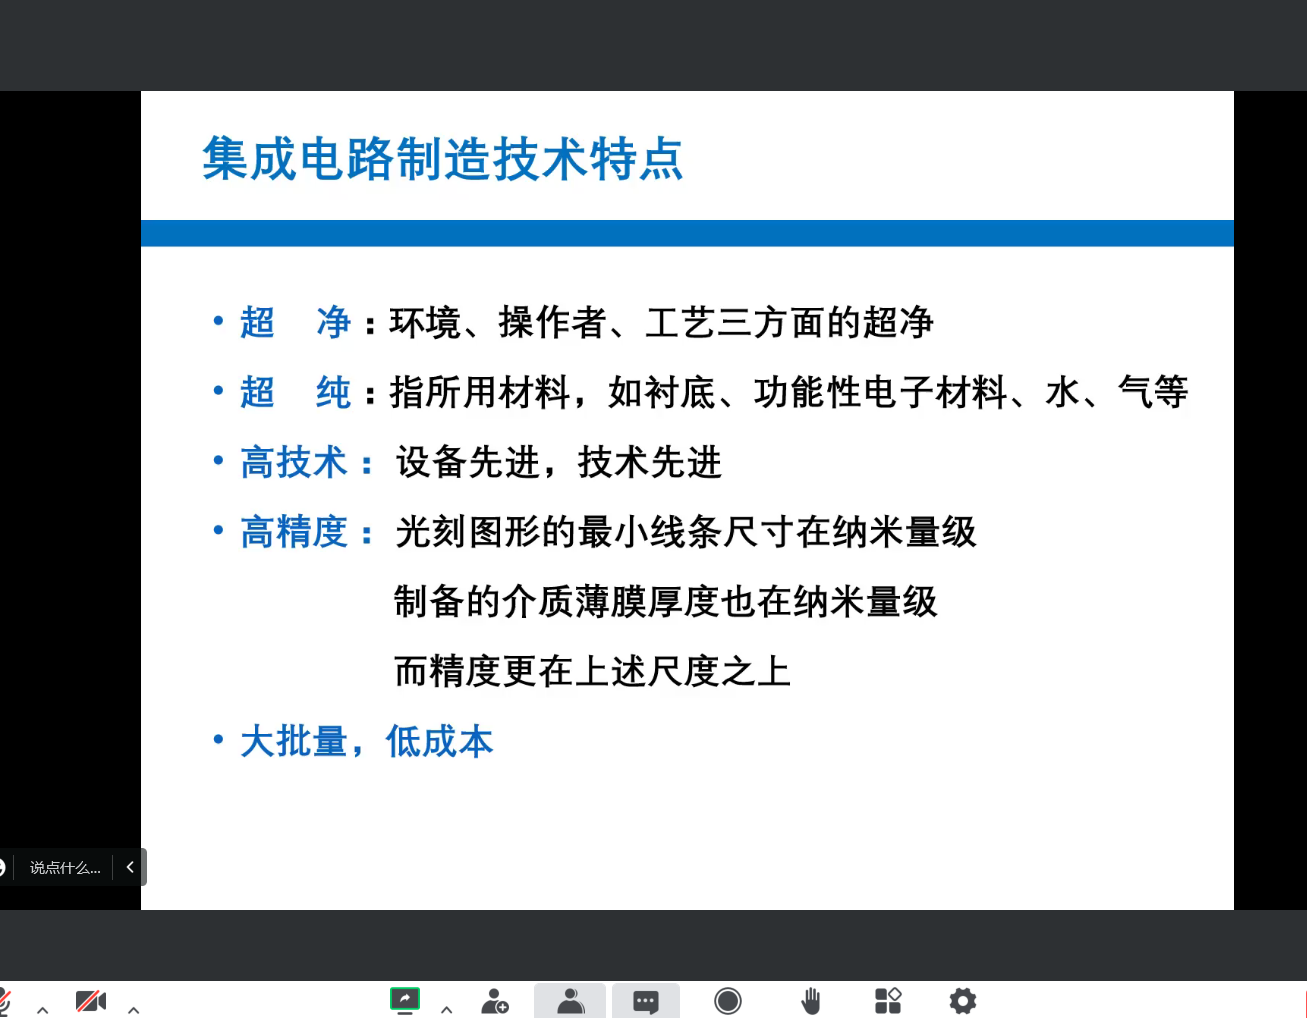 集成电路制造技术特点
• 超 净：环境、操作者、工艺三方面的超净
• 超 纯：指所用材料，如衬底、功能性电子材料、水、气等
• 高技术： 设备先进，技术先进
• 高精度： 光刻图形的最小线条尺寸在纳米量级
制备的介质薄膜厚度也在纳米量级
而精度更在上述尺度之上
• 大批量，低成本
说点什么...